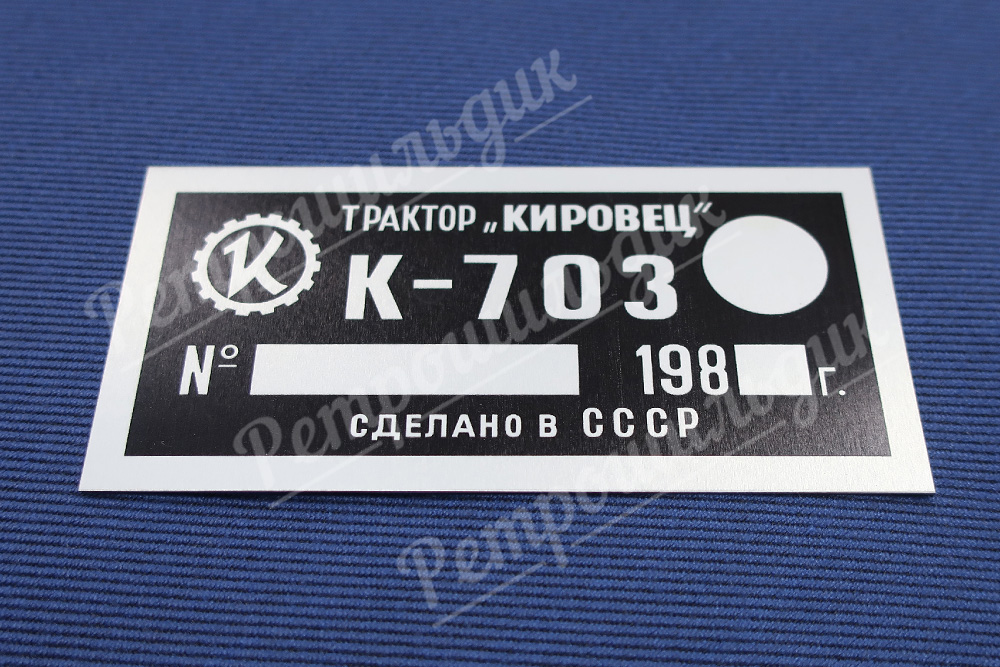 Ретрошильдик
К
ТРАКТОР „КИРОВЕЦ“
К-703
№ 198 г.
СДЕЛАНО В СССР
Ретрошильдик
Ретрошильдик
Ретрошильдик